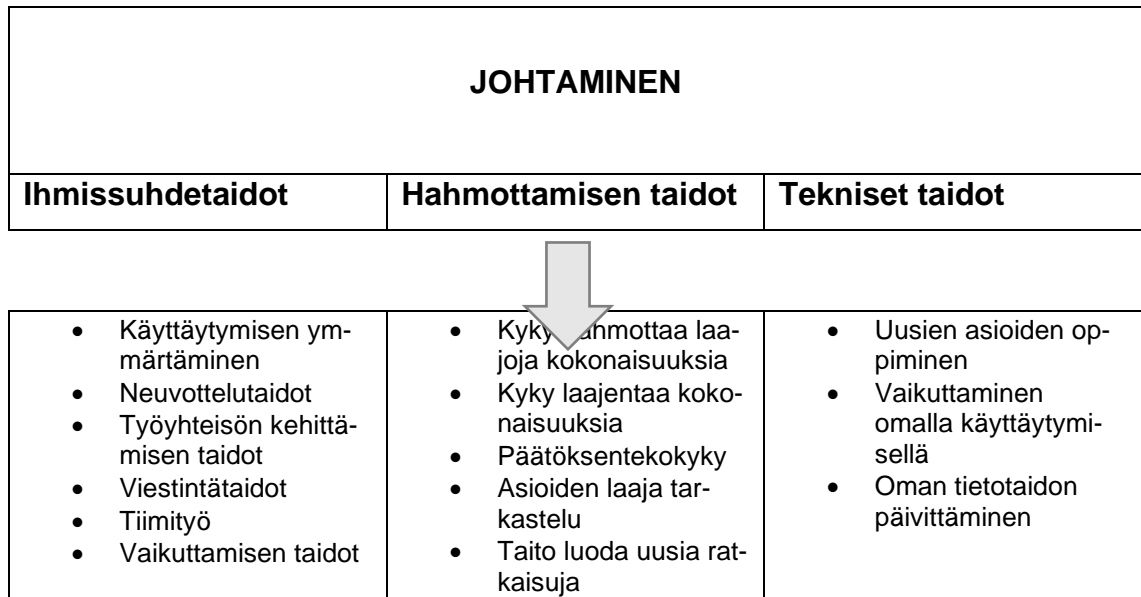 JOHTAMINEN
Ihmissuhdetaidot
Hahmottamisen taidot
Tekniset taidot
• Käyttäytymisen ym-
märtäminen
• Neuvottelutaidot
• Työyhteisön kehittä-
misen taidot
• Viestintätaidot
• Tiimityö
• Vaikuttamisen taidot
• Kyky hahmottaa laa-
joja kokonaisuuksia
• Kyky laajentaa koko-
naisuuksia
• Päätöksentekokyky
• Asioiden laaja tar-
kastelu
• Taito luoda uusia rat-
kaisuja
• Uusien asioiden op-
piminen
• Vaikuttaminen
omalla käyttäytymi-
sellä
• Oman tietotaidon
päivittäminen